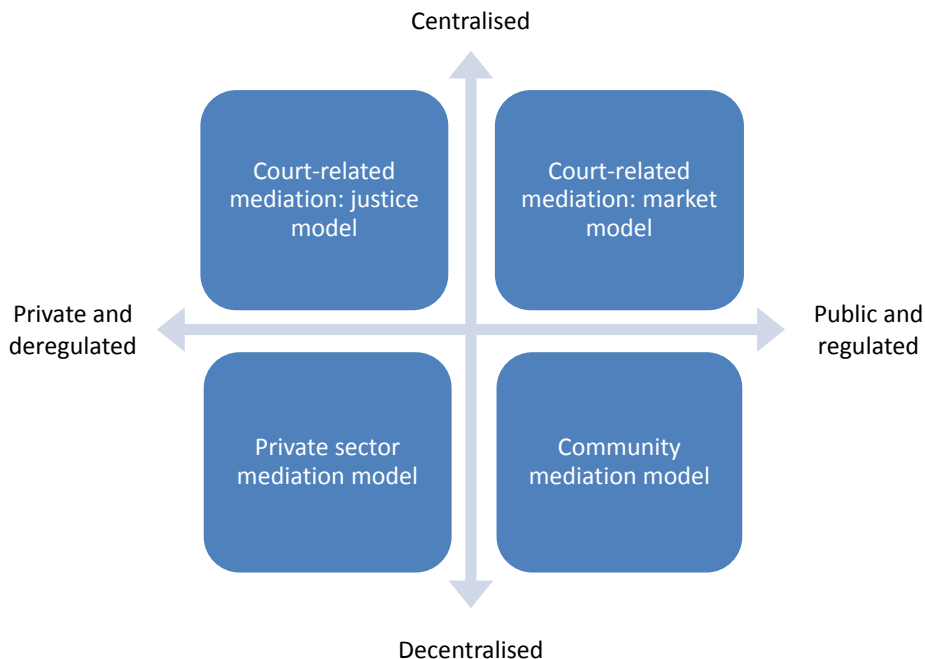 Centralised
Court-related
mediation: justice
model
Court-related
mediation: market
model
Private and
deregulated
Public and
regulated
Private sector
mediation model
Community
mediation model
Decentralised